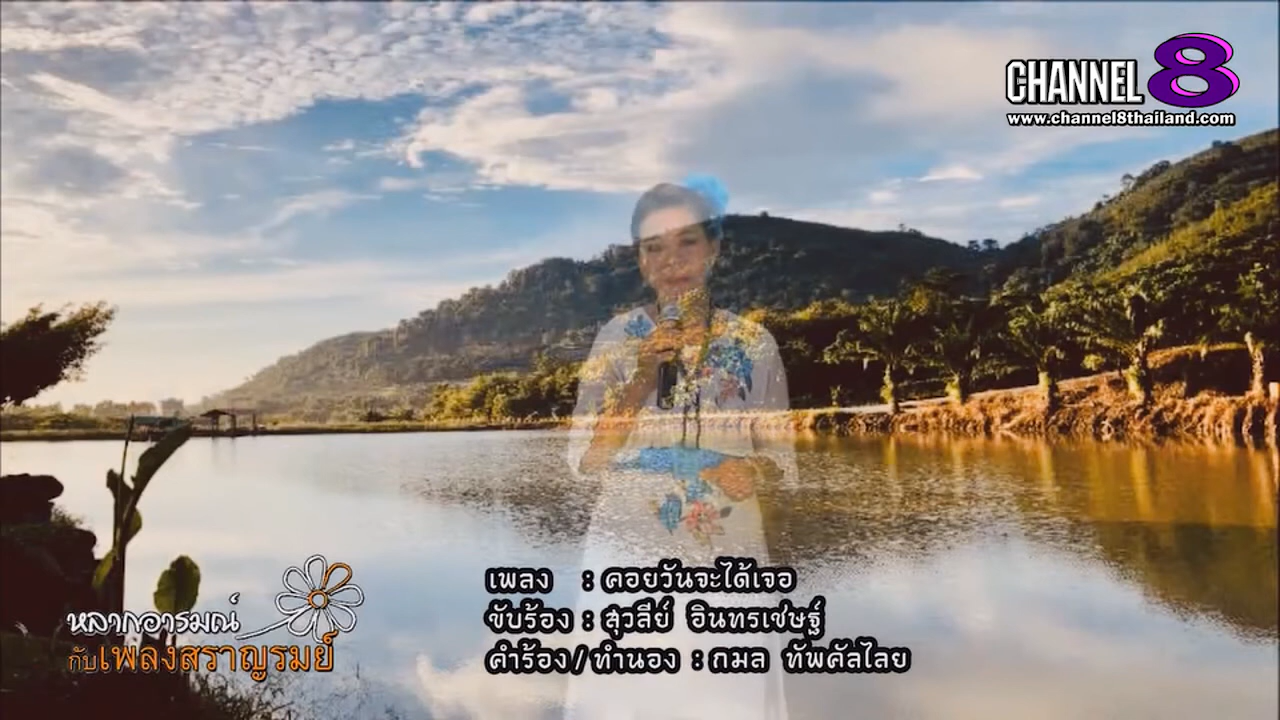 CHANNEL 8
www.channel8thailand.com
เพลง : คอยวันจะได้เจอ
ขับร้อง : สุวลีย์ อินทรเชษฐ์
คำร้อง / ทำนอง : กมล ทัพคัลไลย
หลากอารมณ์
กับเพลงสราญรมย์